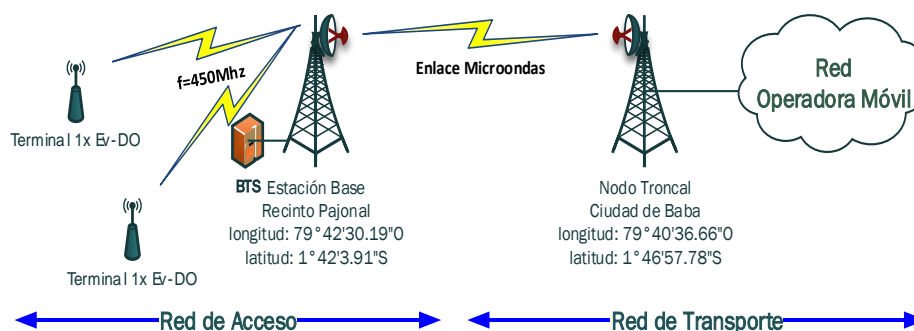 f=450Mhz
Enlace Microondas
Red
Operadora Móvil
Terminal 1x Ev-DO
BTS Estación Base
Recinto Pajonal
longitud: 79°42'30.19"O
latitud: 1°42'3.91"S
Nodo Troncal
Ciudad de Baba
longitud: 79°40'36.66"O
latitud: 1°46'57.78"S
Terminal 1x Ev-DO
Red de Acceso
Red de Transporte